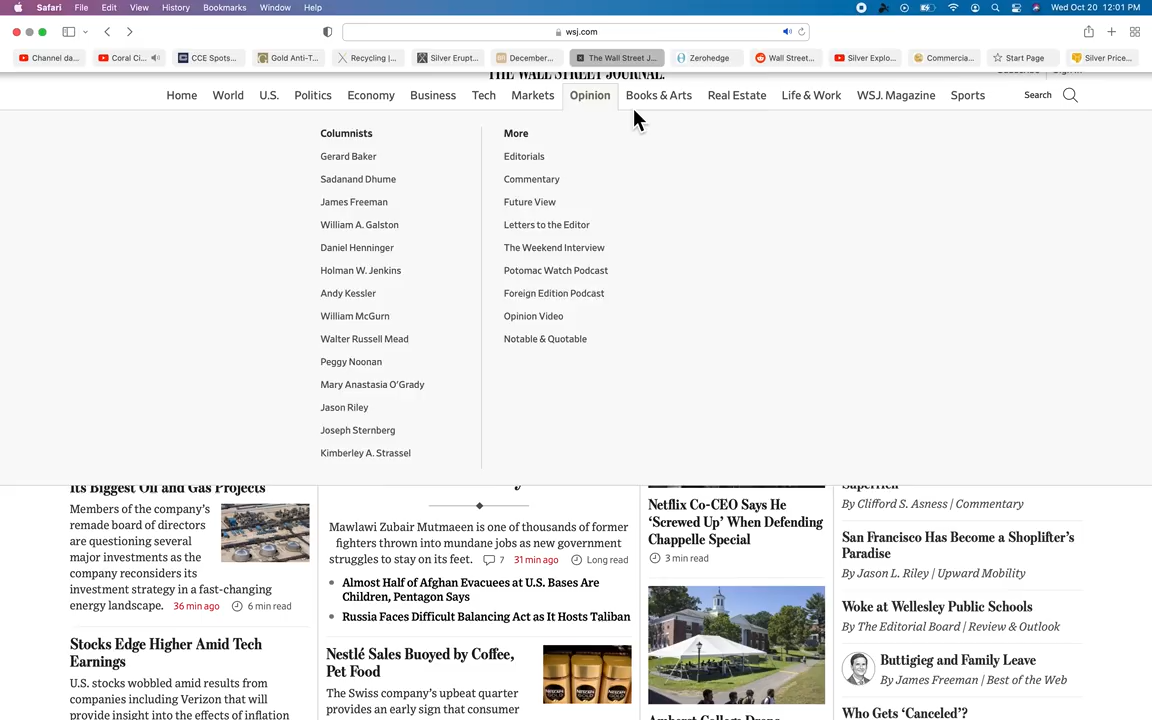 Safari File Edit View History Bookmarks Window Help Wed Oct 20 12:01 PM
wsj.com
Channel da... Coral Ci... CCE Spots... Gold Anti-T... Recycling |... Silver Erupt... December... The Wall Street J... Zerohedge Wall Street... Silver Explo... Commercia... Start Page Silver Price...
THE WALL STREET JOURNAL.
Home World U.S. Politics Economy Business Tech Markets Opinion Books & Arts Real Estate Life & Work WSJ. Magazine Sports Search
Columnists
Gerard Baker
Sadanand Dhume
James Freeman
William A. Galston
Daniel Henninger
Holman W. Jenkins
Andy Kessler
William McGurn
Walter Russell Mead
Peggy Noonan
Mary Anastasia O'Grady
Jason Riley
Joseph Sternberg
Kimberley A. Strassel
More
Editorials
Commentary
Future View
Letters to the Editor
The Weekend Interview
Potomac Watch Podcast
Foreign Edition Podcast
Opinion Video
Notable & Quotable
Its Biggest Oil and Gas Projects
Members of the company's
remade board of directors
are questioning several
major investments as the
company reconsiders its
investment strategy in a fast-changing
energy landscape. 36 min ago 6 min read
Stocks Edge Higher Amid Tech
Earnings
U.S. stocks wobbled amid results from
companies including Verizon that will
provide insight into the effects of inflation
Mawlawi Zubair Mutmaeen is one of thousands of former
fighters thrown into mundane jobs as new government
struggles to stay on its feet. 7 31 min ago Long read
Almost Half of Afghan Evacuees at U.S. Bases Are
Children, Pentagon Says
Russia Faces Difficult Balancing Act as It Hosts Taliban
Nestlé Sales Buoyed by Coffee,
Pet Food
The Swiss company's upbeat quarter
provides an early sign that consumer
Netflix Co-CEO Says He
'Screwed Up' When Defending
Chappelle Special
3 min read
Amherst College Drops
Superrich
By Clifford S. Asness | Commentary
San Francisco Has Become a Shoplifter's
Paradise
By Jason L. Riley | Upward Mobility
Woke at Wellesley Public Schools
By The Editorial Board | Review & Outlook
Buttigieg and Family Leave
By James Freeman | Best of the Web
Who Gets 'Canceled'?